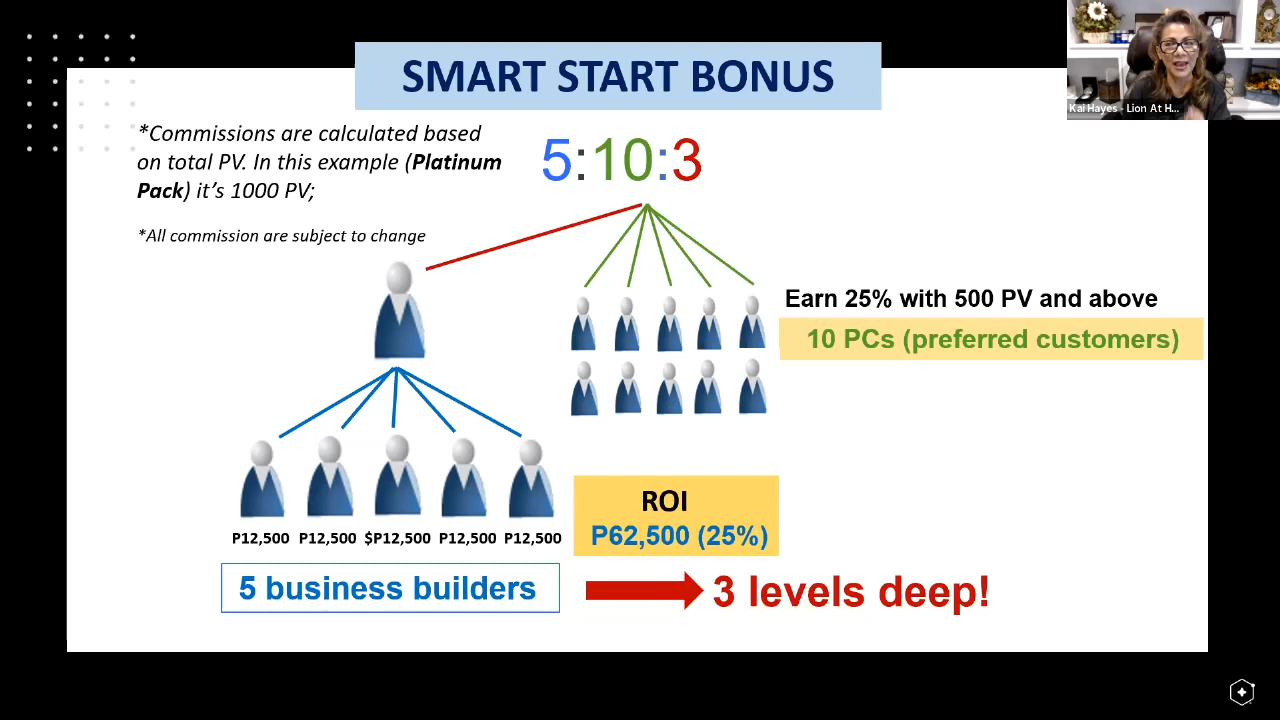 SMART START BONUS
Kai Hayes - Lion At H...
*Commissions are calculated based
on total PV. In this example (Platinum
Pack) it's 1000 PV;
5:10:3
*All commission are subject to change
Earn 25% with 500 PV and above
10 PCs (preferred customers)
ROI
P62,500 (25%)
P12,500 P12,500 $P12,500 P12,500 P12,500
5 business builders
3 levels deep!